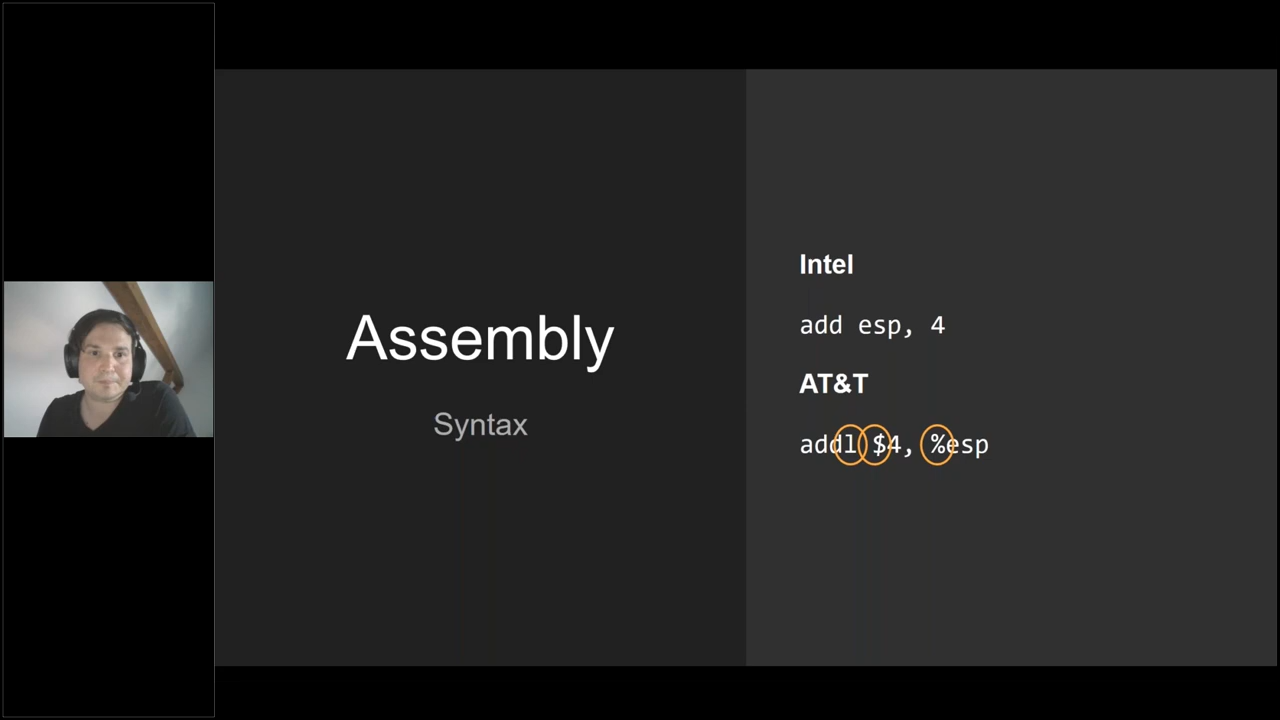 Assembly
Syntax
Intel
add esp, 4
AT&T
addl $4, %esp